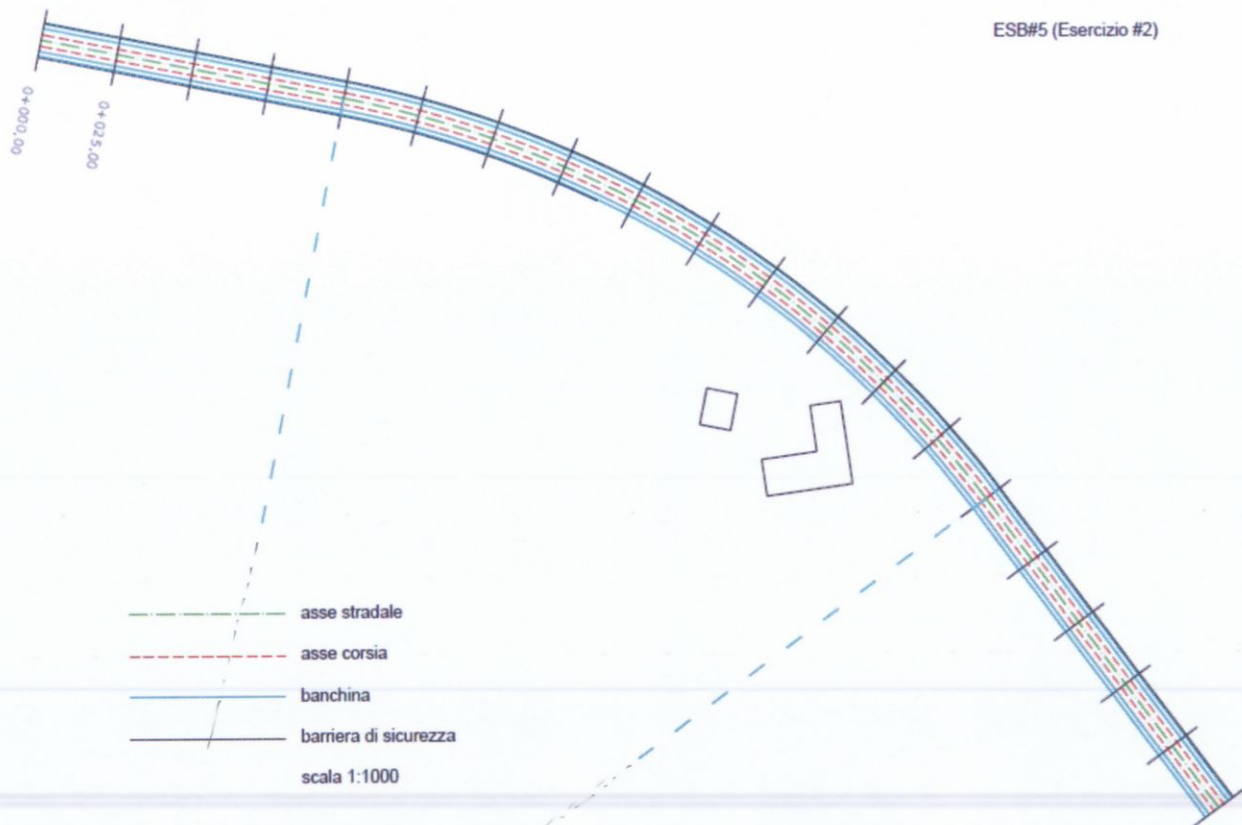 ESB#5 (Esercizio #2)
0+000,00
0+025,00
asse stradale
asse corsia
banchina
barriera di sicurezza
scala 1:1000